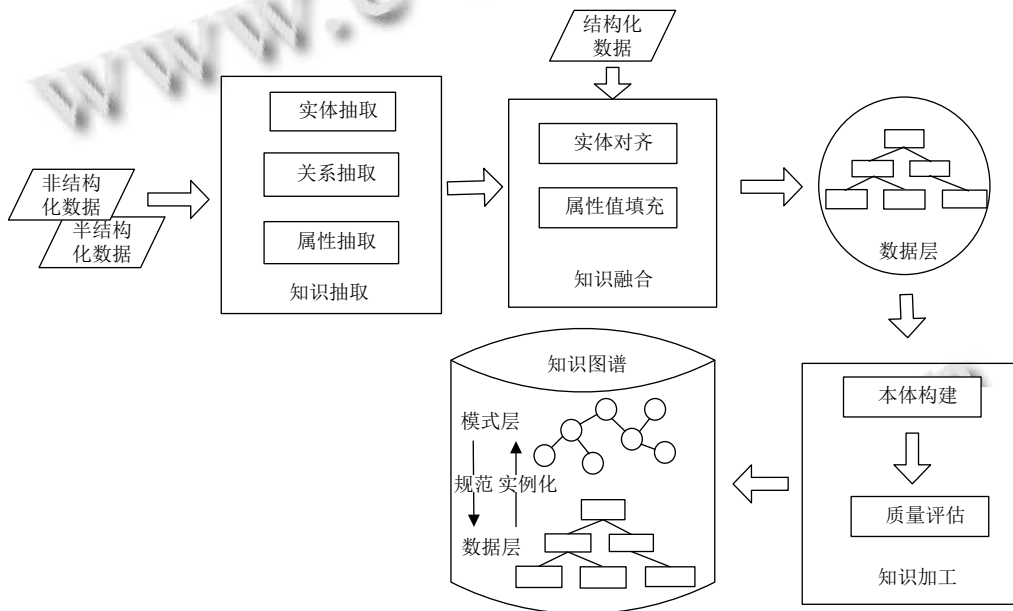 结构化
数据
实体抽取
关系抽取
属性抽取
知识抽取
非结构
化数据
半结构
化数据
实体对齐
属性值填充
知识融合
数据层
知识图谱
模式层
规范 实例化
数据层
本体构建
质量评估
知识加工